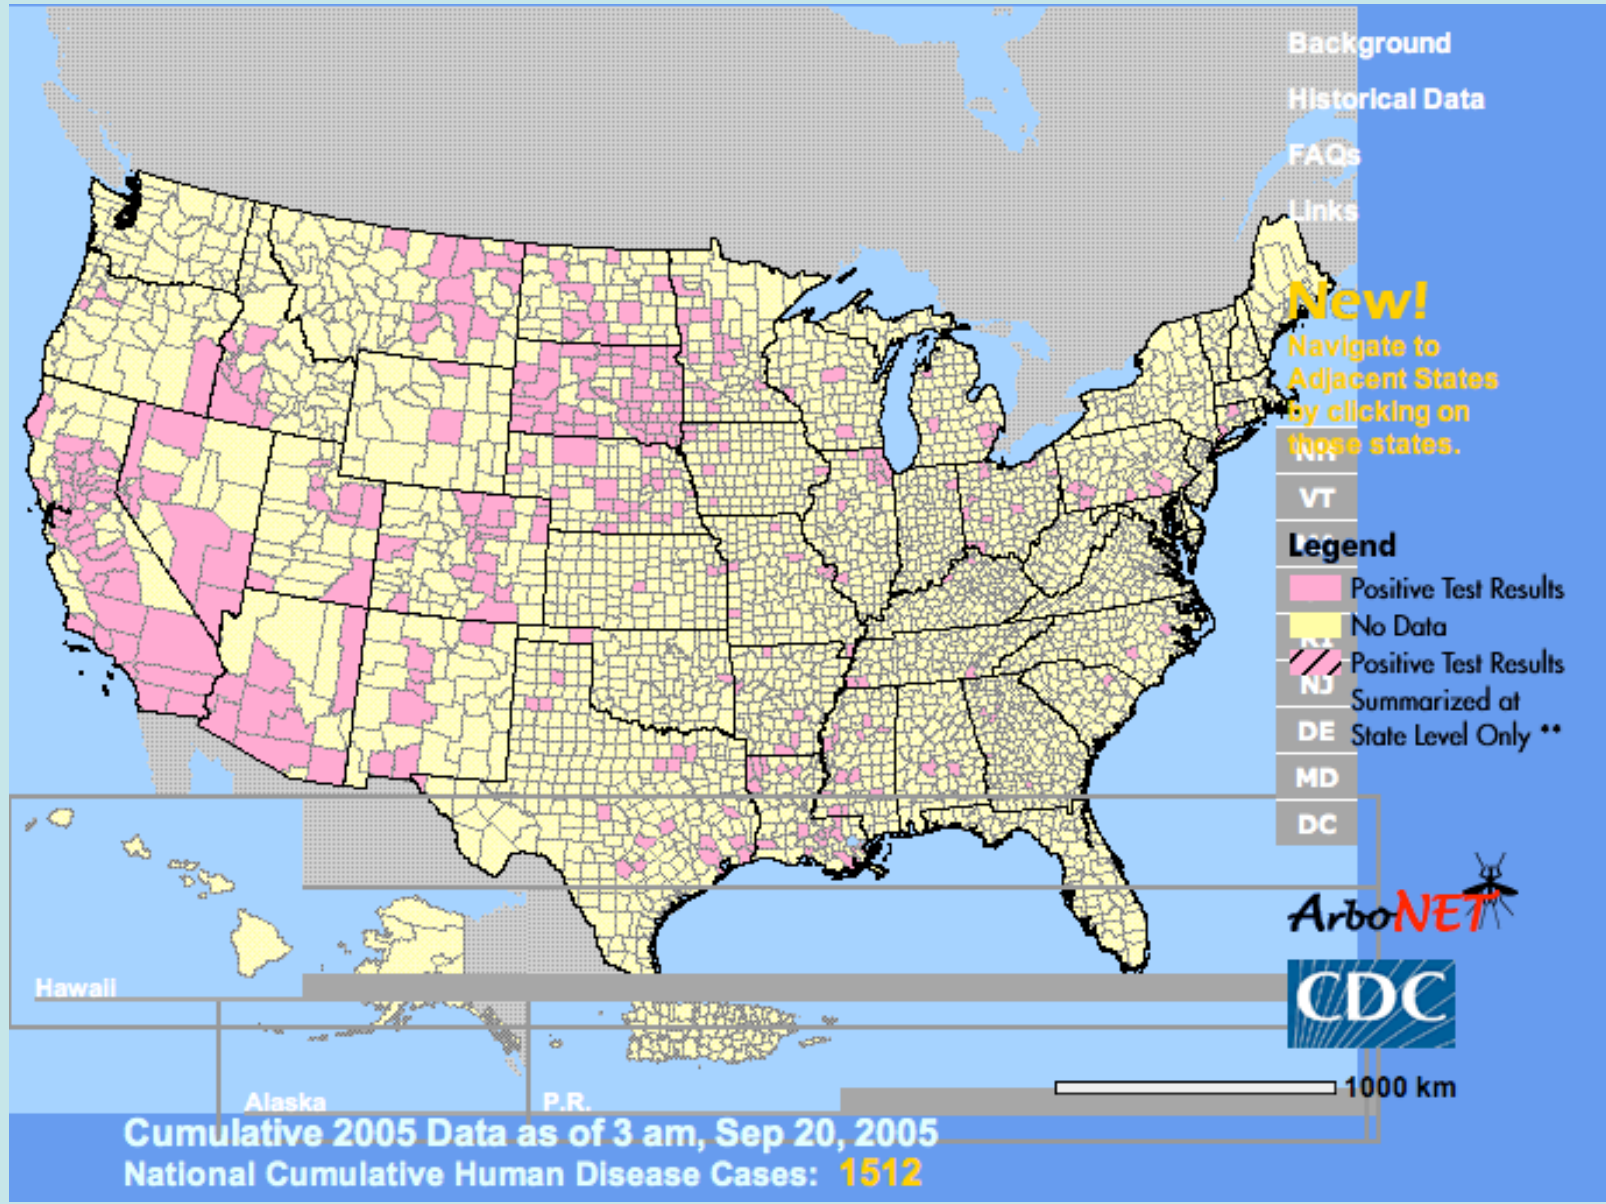 Background
Historical Data
FAQs
Links
New!
Navigate to
Adjacent States
by clicking on
those states.
NH
VT
Legend
Positive Test Results
No Data
RI
Positive Test Results
NJ
Summarized at
DE
State Level Only **
MD
DC
ArboNET
CDC
Hawaii
1000 km
Alaska
P.R.
Cumulative 2005 Data as of 3 am, Sep 20, 2005
National Cumulative Human Disease Cases: 1512